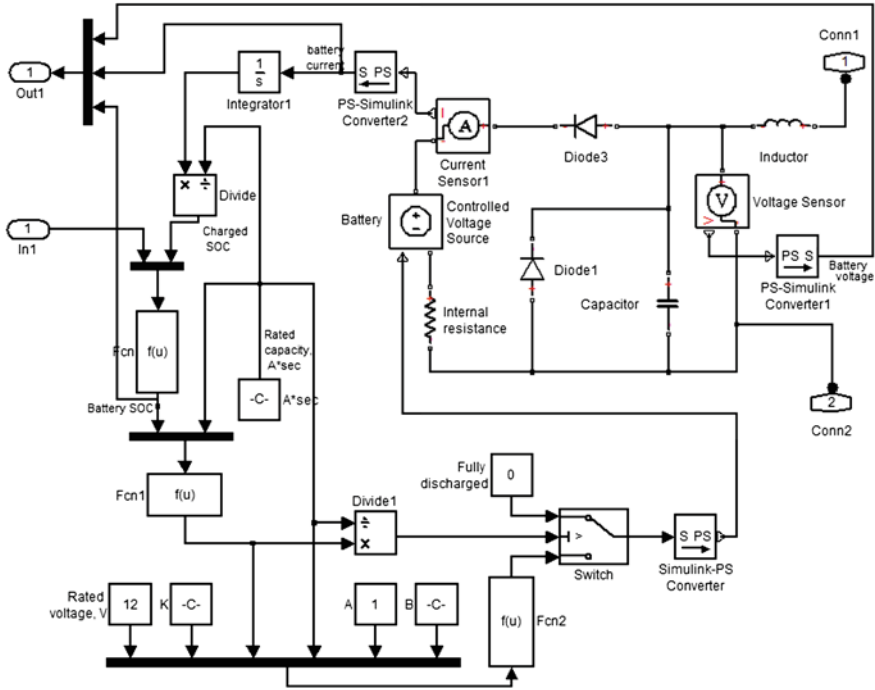 Conn1
1
1
Out1
1
s
Integrator1
battery
current
S PS
PS-Simulink
Converter2
I
A
Current
Sensor1
Diode3
Inductor
× ÷
Divide
Charged
SOC
1
In1
Battery
Controlled
Voltage
Source
V
Voltage Sensor
V
PS S
Battery
voltage
PS-Simulink
Converter1
Diode1
Capacitor
Internal
resistance
Fcn
f(u)
Rated
capacity,
A*sec
-C-
A*sec
Battery SOC
2
Conn2
Fcn1
f(u)
Fully
discharged
0
Divide1
÷
×
>
Switch
S PS
Simulink-PS
Converter
Rated
voltage, V
12
K
-C-
A
1
B
-C-
f(u)
Fcn2